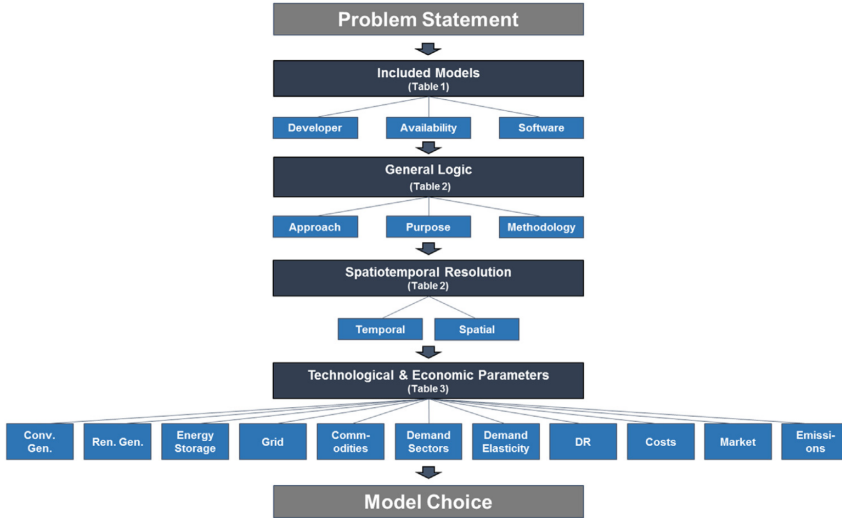 Problem Statement
Included Models
(Table 1)
Developer
Availability
Software
General Logic
(Table 2)
Approach
Purpose
Methodology
Spatiotemporal Resolution
(Table 2)
Temporal
Spatial
Technological & Economic Parameters
(Table 3)
Conv.
Gen.
Ren. Gen.
Energy
Storage
Grid
Comm-
odities
Demand
Sectors
Demand
Elasticity
DR
Costs
Market
Emissi-
ons
Model Choice